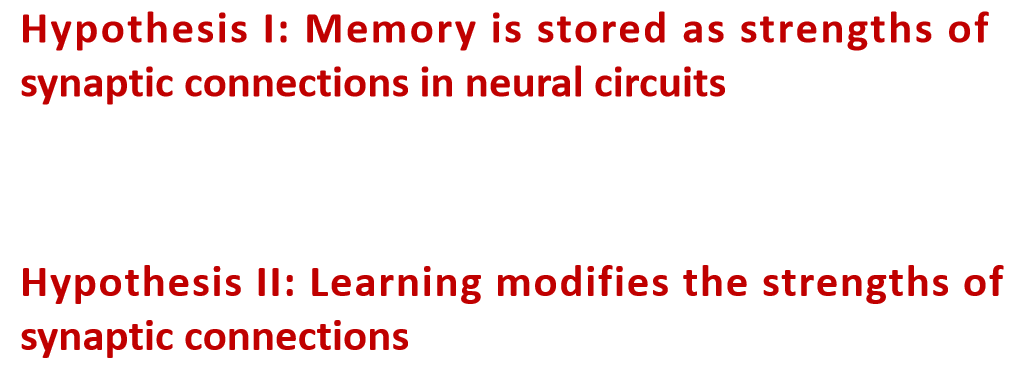 Hypothesis I: Memory is stored as strengths of
synaptic connections in neural circuits
Hypothesis II: Learning modifies the strengths of
synaptic connections